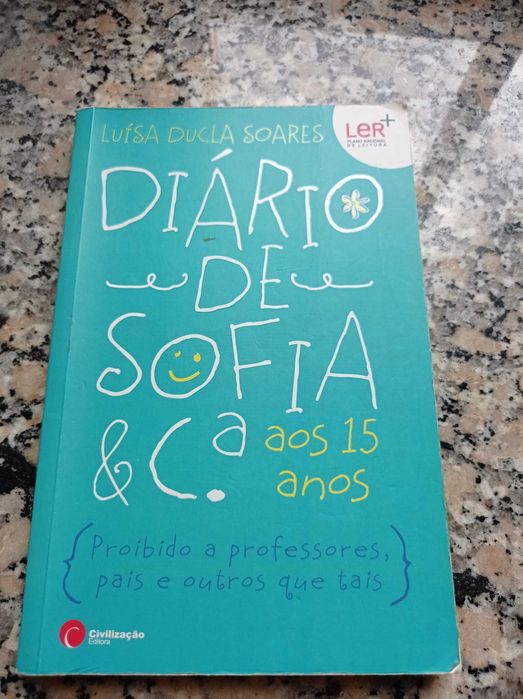 LUÍSA DUCLA SOARES
LER+
PLANO NACIONAL
DE LEITURA
DIÁRIO
DE
SOFIA
& C.ª aos 15
anos
{Proibido a professores,
pais e outros que tais}
C Civilização
Editora